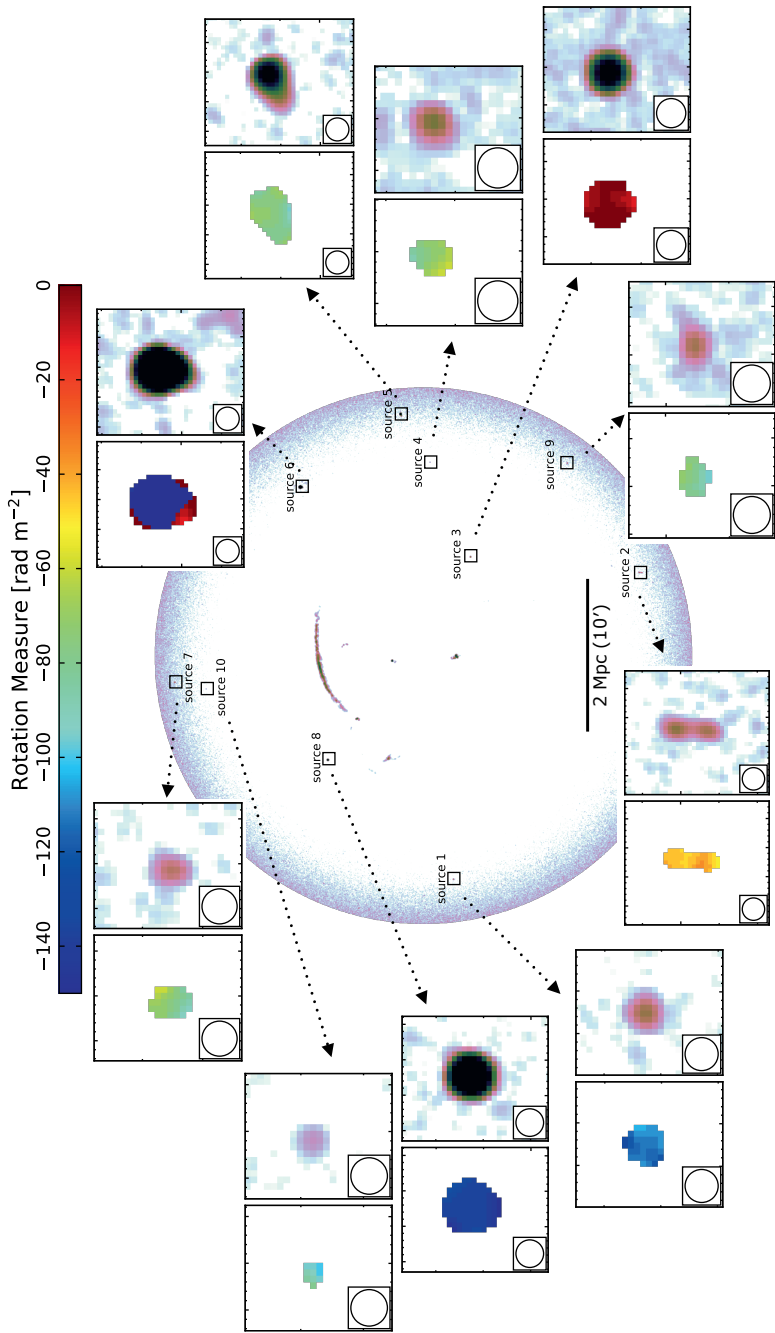 Rotation Measure [rad m⁻²]
−140
−120
−100
−80
−60
−40
−20
0
source 1
source 2
source 3
source 4
source 5
source 6
source 7
source 8
source 9
source 10
2 Mpc (10′)